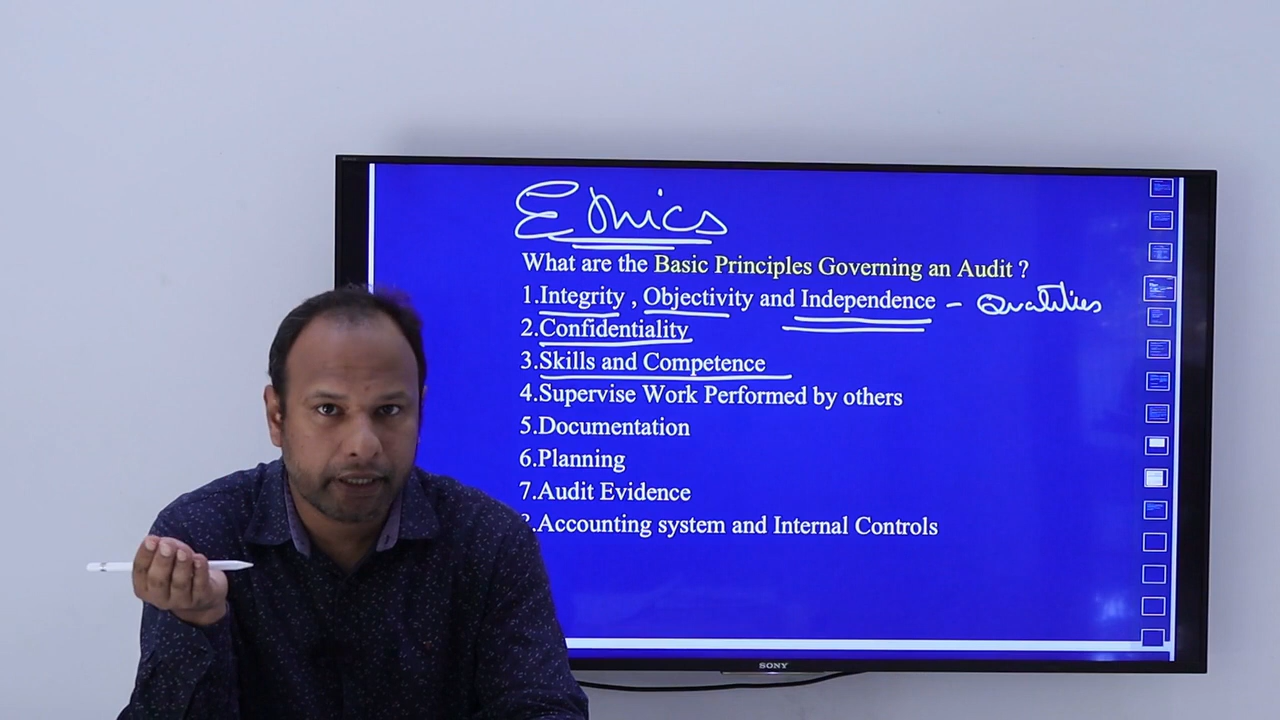 Ethics
What are the Basic Principles Governing an Audit ?
1.Integrity , Objectivity and Independence – Qualities
2.Confidentiality
3.Skills and Competence
4.Supervise Work Performed by others
5.Documentation
6.Planning
7.Audit Evidence
.Accounting system and Internal Controls
SONY